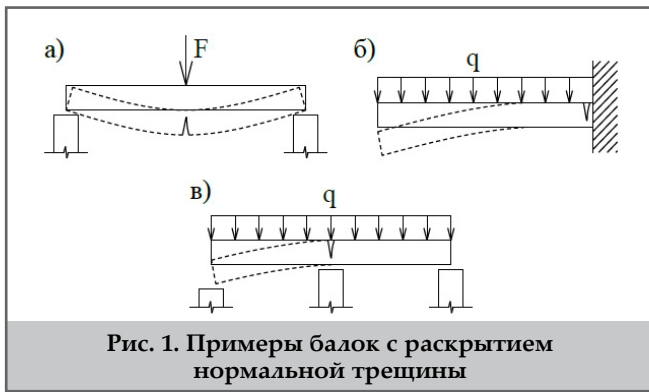 а)
F
б)
q
в)
q
Рис. 1. Примеры балок с раскрытием
нормальной трещины